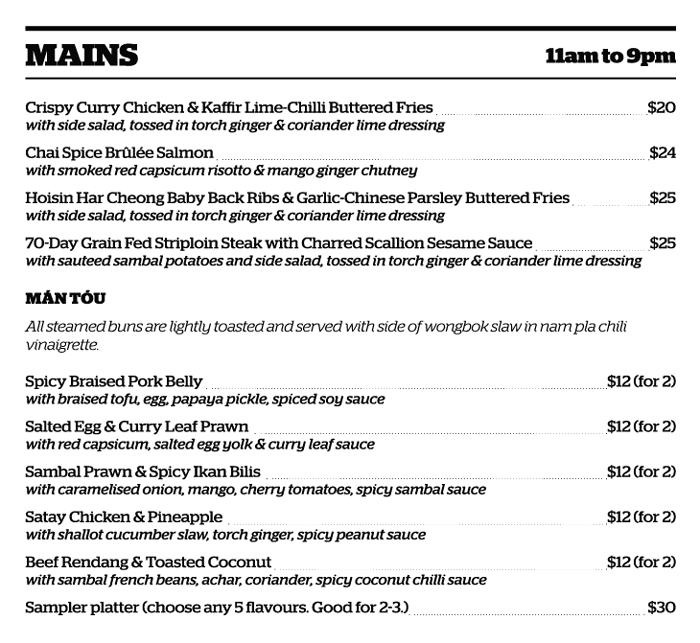 MAINS 11am to 9pm
Crispy Curry Chicken & Kaffir Lime-Chilli Buttered Fries $20
with side salad, tossed in torch ginger & coriander lime dressing
Chai Spice Brûlée Salmon $24
with smoked red capsicum risotto & mango ginger chutney
Hoisin Har Cheong Baby Back Ribs & Garlic-Chinese Parsley Buttered Fries $25
with side salad, tossed in torch ginger & coriander lime dressing
70-Day Grain Fed Striploin Steak with Charred Scallion Sesame Sauce $25
with sauteed sambal potatoes and side salad, tossed in torch ginger & coriander lime dressing
MÁN TÓU
All steamed buns are lightly toasted and served with side of wongbok slaw in nam pla chili
vinaigrette.
Spicy Braised Pork Belly $12 (for 2)
with braised tofu, egg, papaya pickle, spiced soy sauce
Salted Egg & Curry Leaf Prawn $12 (for 2)
with red capsicum, salted egg yolk & curry leaf sauce
Sambal Prawn & Spicy Ikan Bilis $12 (for 2)
with caramelised onion, mango, cherry tomatoes, spicy sambal sauce
Satay Chicken & Pineapple $12 (for 2)
with shallot cucumber slaw, torch ginger, spicy peanut sauce
Beef Rendang & Toasted Coconut $12 (for 2)
with sambal french beans, achar, coriander, spicy coconut chilli sauce
Sampler platter (choose any 5 flavours. Good for 2-3.) $30